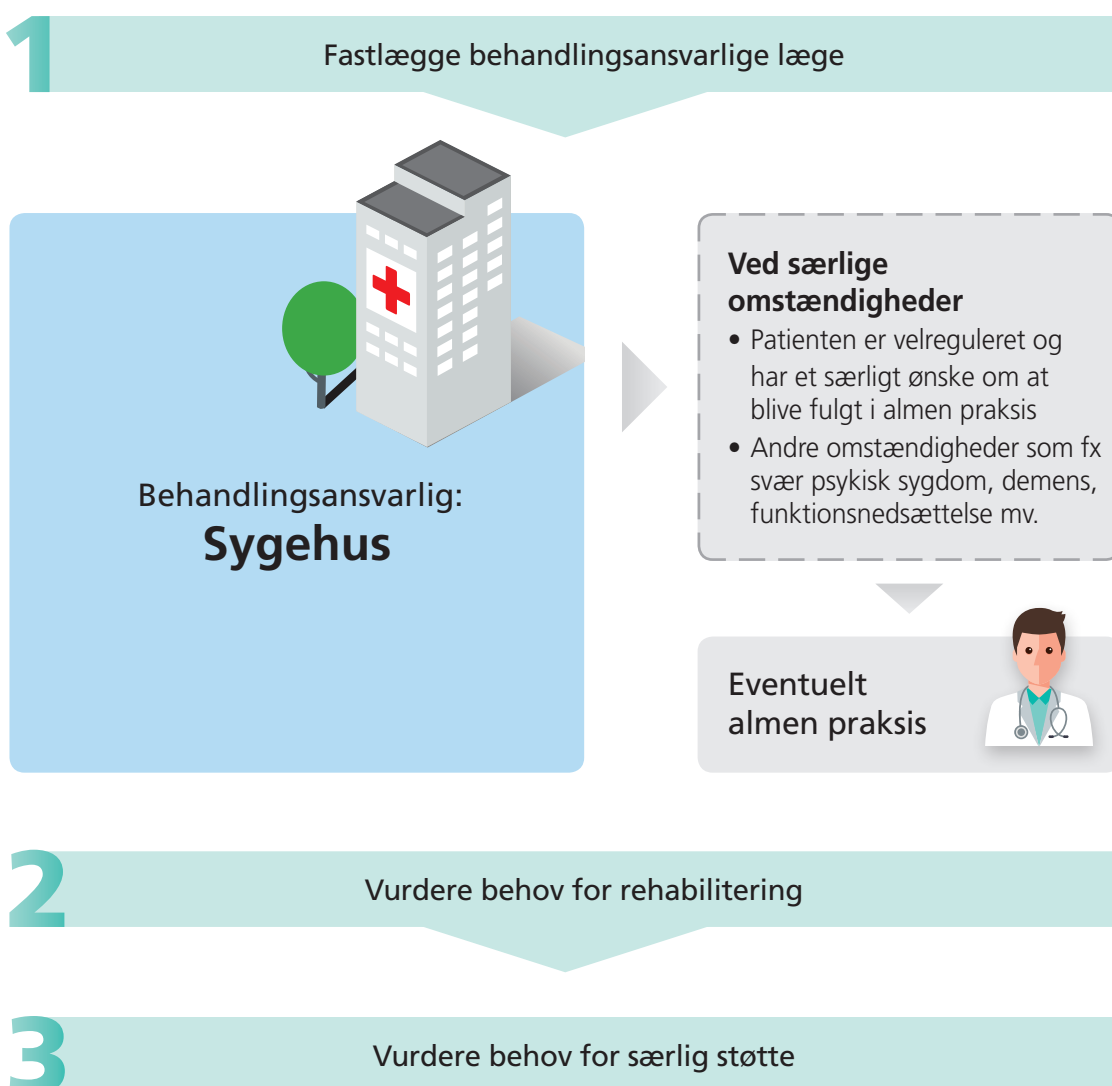 1
Fastlægge behandlingsansvarlige læge
Behandlingsansvarlig:
Sygehus
Ved særlige
omstændigheder
• Patienten er velreguleret og
har et særligt ønske om at
blive fulgt i almen praksis
• Andre omstændigheder som fx
svær psykisk sygdom, demens,
funktionsnedsættelse mv.
Eventuelt
almen praksis
2
Vurdere behov for rehabilitering
3
Vurdere behov for særlig støtte